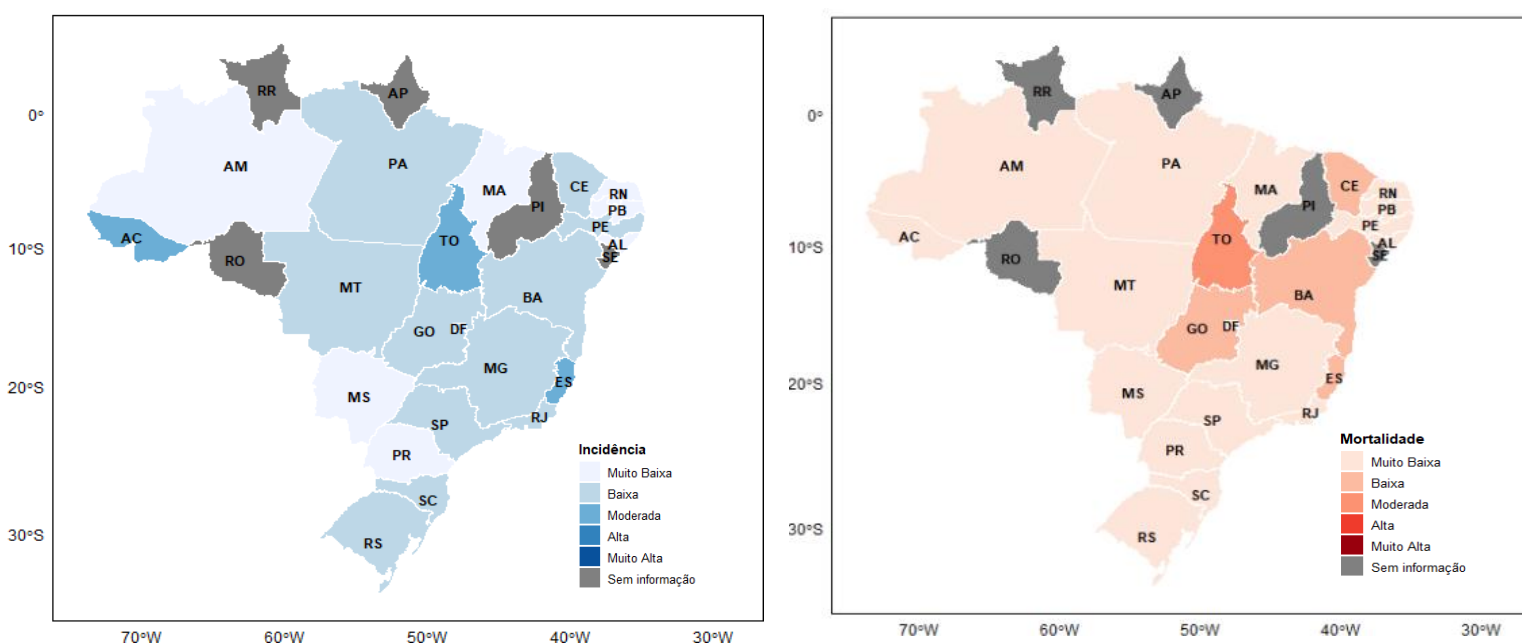 RR
AP
0°
AM
PA
MA
CE
RN
PI
PB
PE
AC
TO
AL
10°S
SE
RO
MT
BA
GO
DF
MG
ES
20°S
MS
RJ
SP
PR
SC
RS
30°S
Incidência
Muito Baixa
Baixa
Moderada
Alta
Muito Alta
Sem informação
70°W
60°W
50°W
40°W
30°W
RR
AP
0°
AM
PA
MA
CE
RN
PI
PB
PE
AC
TO
AL
10°S
SE
RO
MT
BA
GO
DF
MG
ES
20°S
MS
RJ
SP
PR
SC
RS
30°S
Mortalidade
Muito Baixa
Baixa
Moderada
Alta
Muito Alta
Sem informação
70°W
60°W
50°W
40°W
30°W